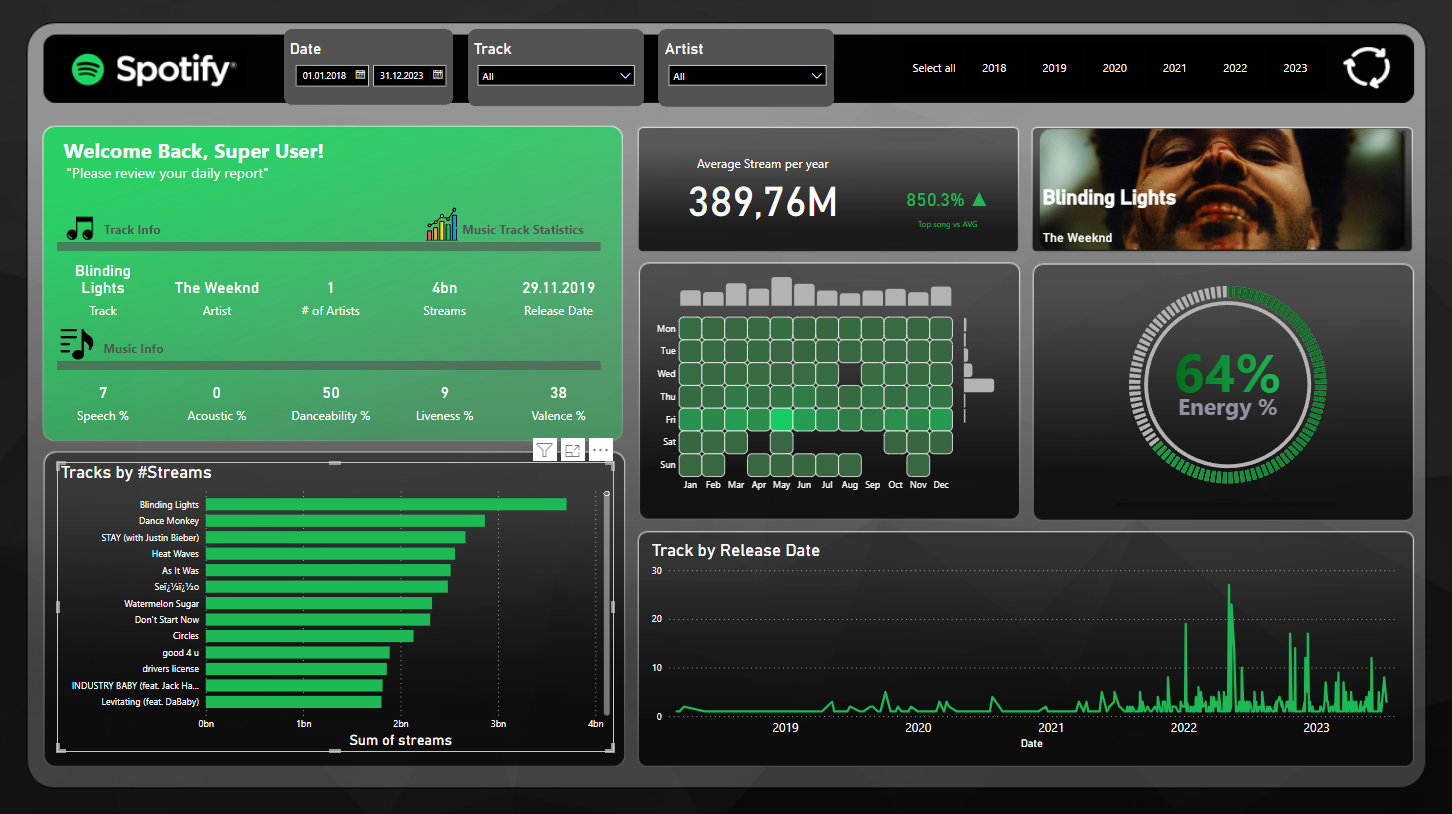 Spotify®
Date
01.01.2018
31.12.2023
Track
All
Artist
All
Select all
2018
2019
2020
2021
2022
2023
Welcome Back, Super User!
"Please review your daily report"
Track Info
Music Track Statistics
Blinding
Lights
The Weeknd
1
4bn
29.11.2019
Track
Artist
# of Artists
Streams
Release Date
Music Info
7
0
50
9
38
Speech %
Acoustic %
Danceability %
Liveness %
Valence %
Average Stream per year
389,76M
850.3%
Top song vs AVG
Blinding Lights
The Weeknd
Mon
Tue
Wed
Thu
Fri
Sat
Sun
Jan
Feb
Mar
Apr
May
Jun
Jul
Aug
Sep
Oct
Nov
Dec
64%
Energy %
Tracks by #Streams
Blinding Lights
Dance Monkey
STAY (with Justin Bieber)
Heat Waves
As It Was
Seï¿½ï¿½o
Watermelon Sugar
Don't Start Now
Circles
good 4 u
drivers license
INDUSTRY BABY (feat. Jack Ha...
Levitating (feat. DaBaby)
0bn
1bn
2bn
3bn
4bn
Sum of streams
Track by Release Date
30
20
10
0
2019
2020
2021
2022
2023
Date